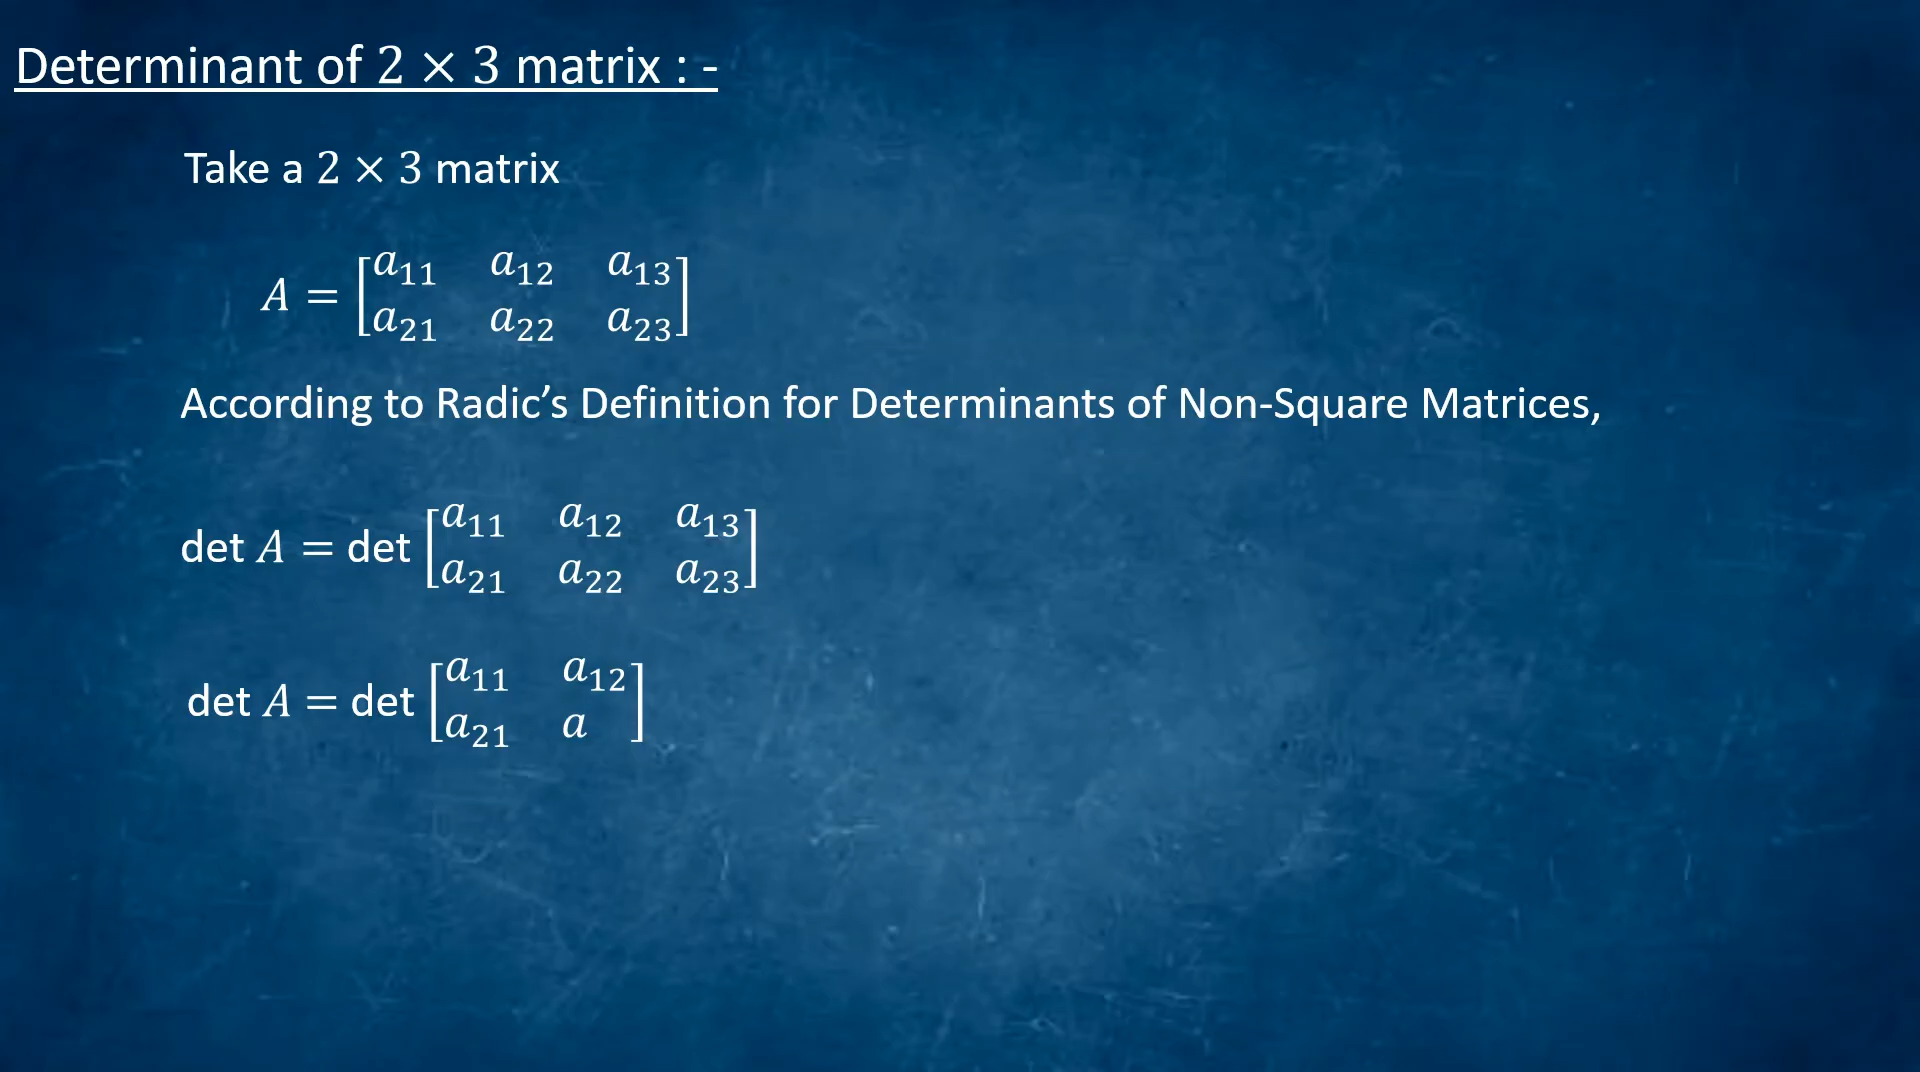 Determinant of 2 × 3 matrix : -
Take a 2 × 3 matrix
A = [a₁₁ a₁₂ a₁₃
a₂₁ a₂₂ a₂₃]
According to Radic’s Definition for Determinants of Non-Square Matrices,
det A = det [a₁₁ a₁₂ a₁₃
a₂₁ a₂₂ a₂₃]
det A = det [a₁₁ a₁₂
a₂₁ a]